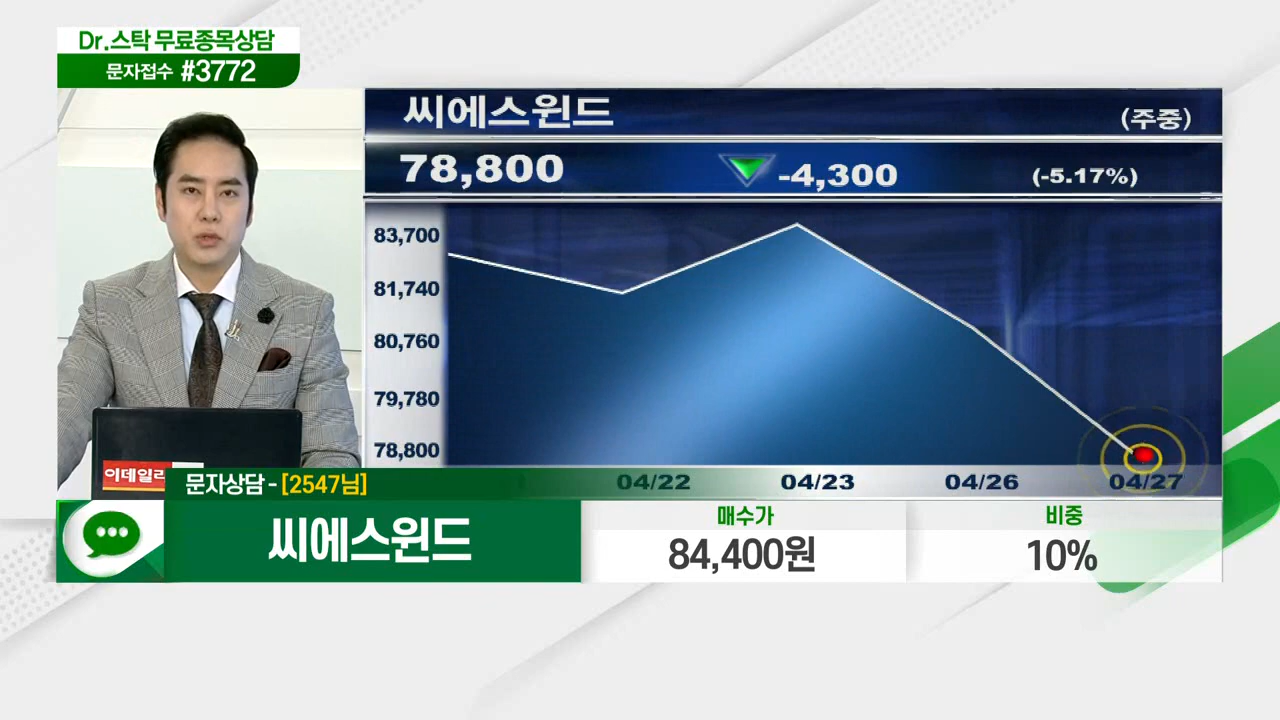 Dr.스탁 무료종목상담
문자접수 #3772
씨에스윈드
(주중)
78,800
-4,300
(-5.17%)
83,700
81,740
80,760
79,780
78,800
04/22
04/23
04/26
04/27
이데일리
문자상담 - [2547님]
씨에스윈드
매수가
84,400원
비중
10%